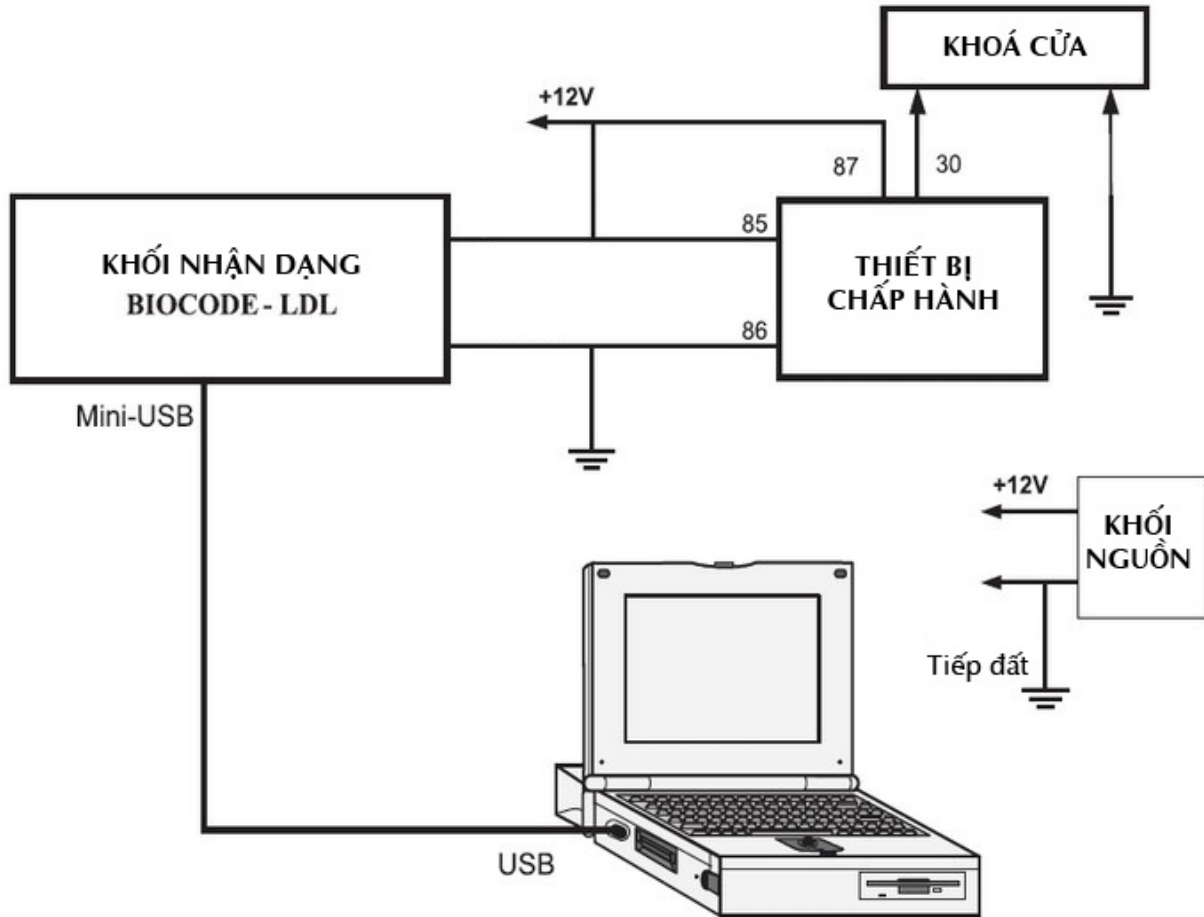 KHOÁ CỬA
+12V
87
30
85
KHỐI NHẬN DẠNG
BIOCODE - LDL
THIẾT BỊ
CHẤP HÀNH
86
Mini-USB
+12V
KHỐI
NGUỒN
Tiếp đất
USB